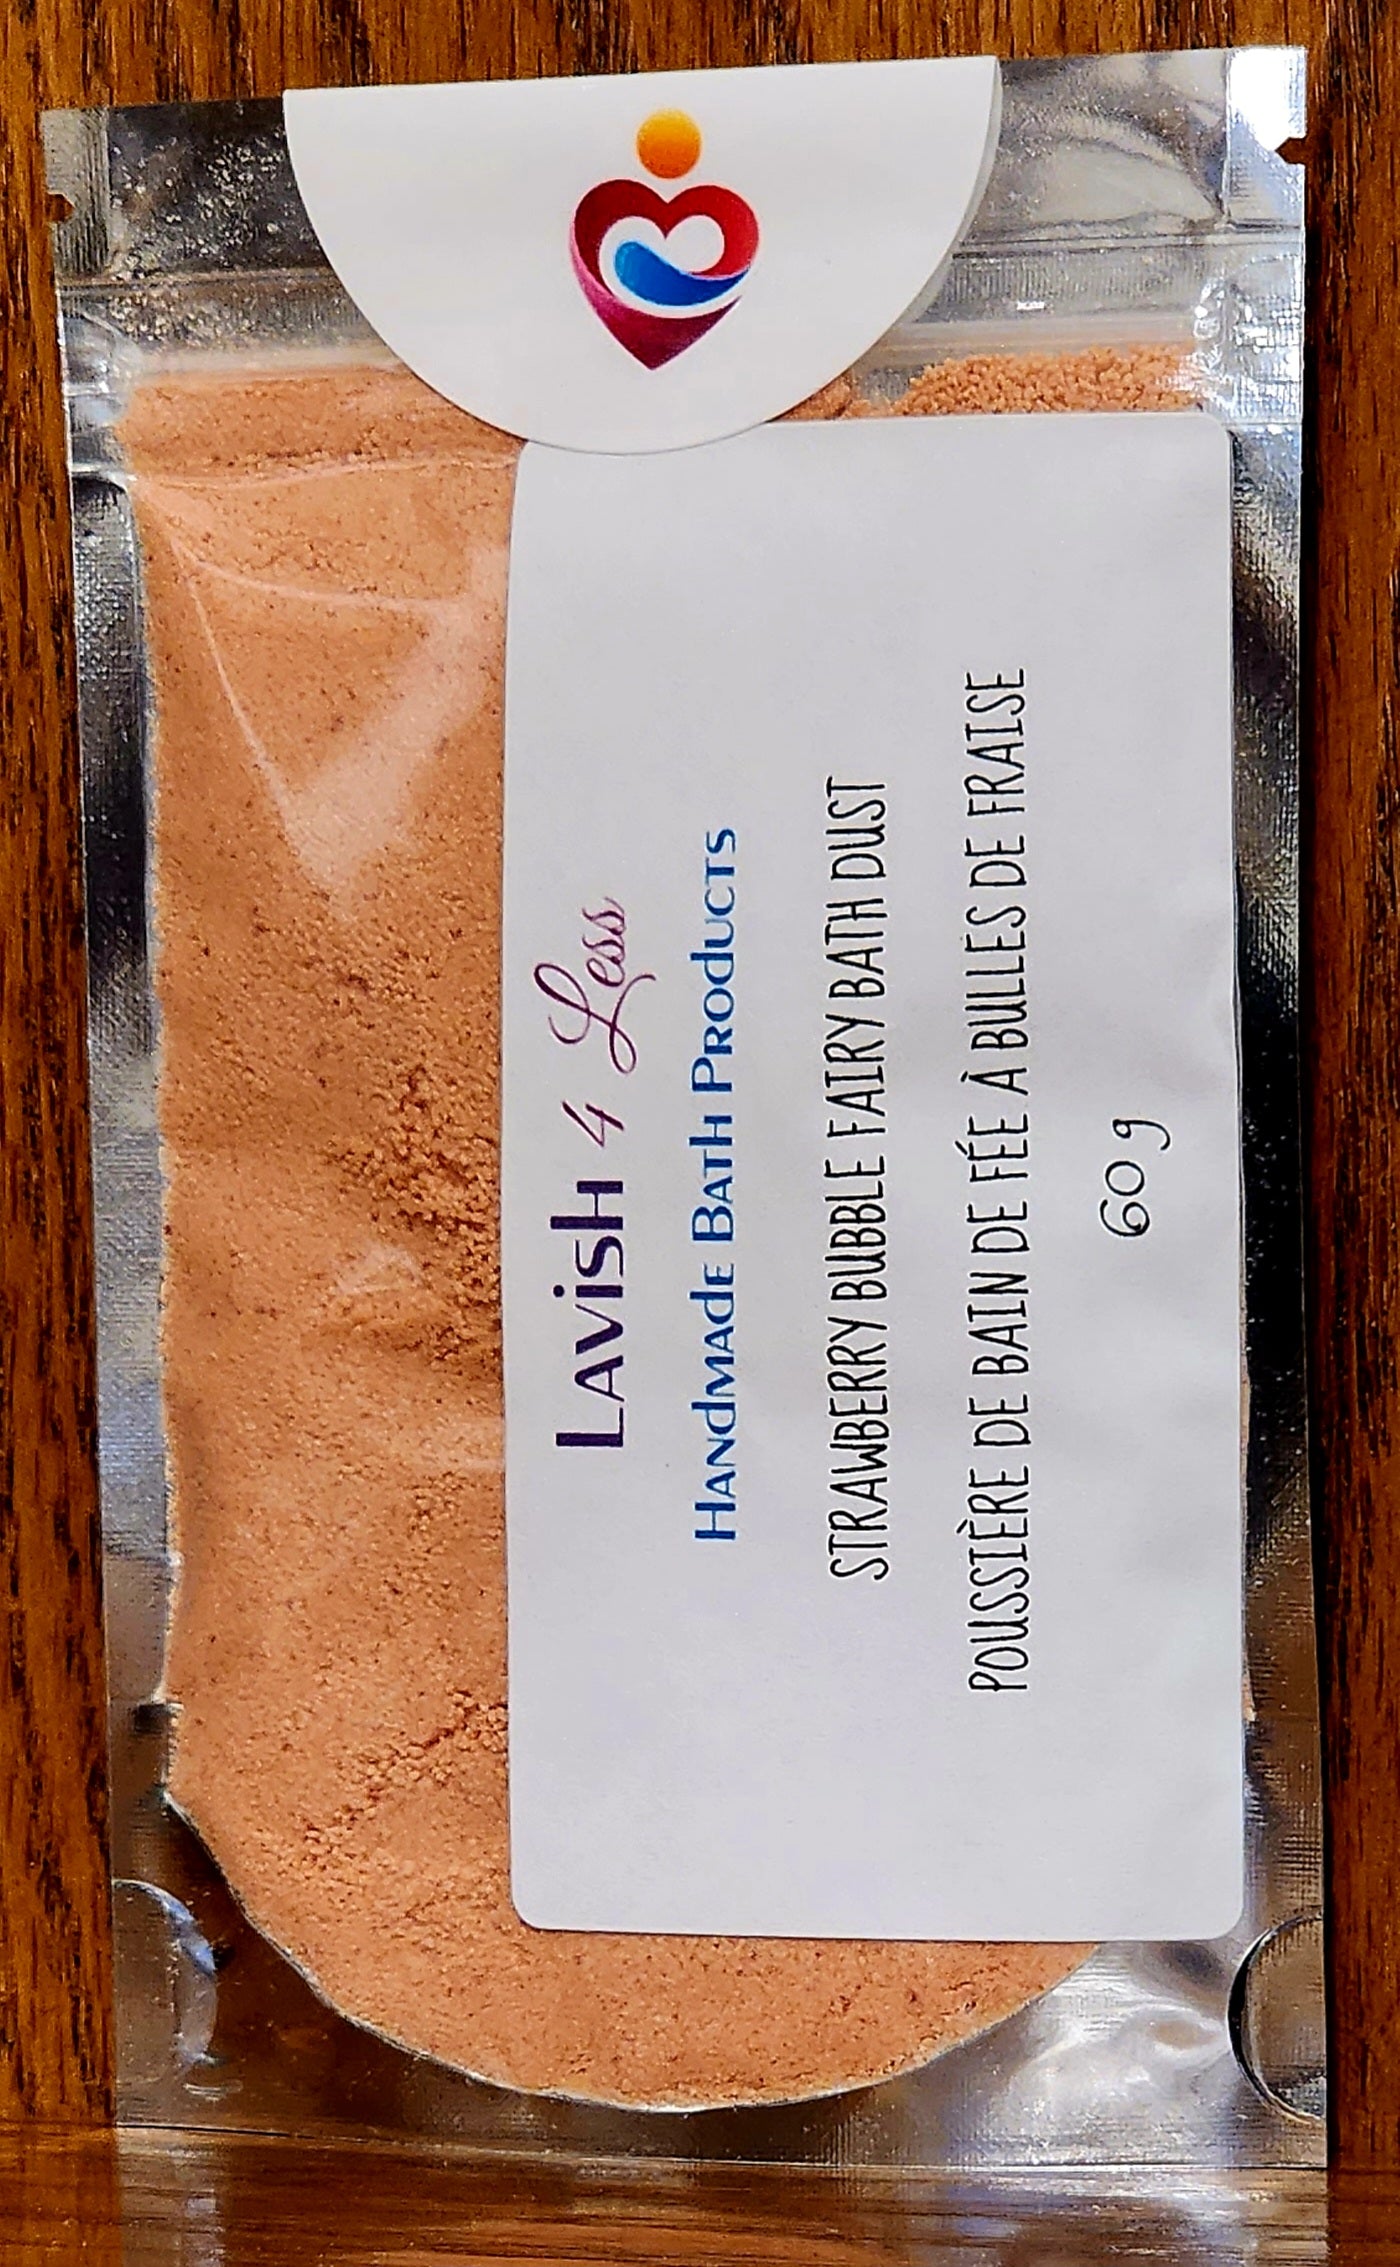 Lavish 4 Less
Handmade Bath Products
STRAWBERRY BUBBLE FAIRY BATH DUST
POUSSIÈRE DE BAIN DE FÉE À BULLES DE FRAISE
60 g